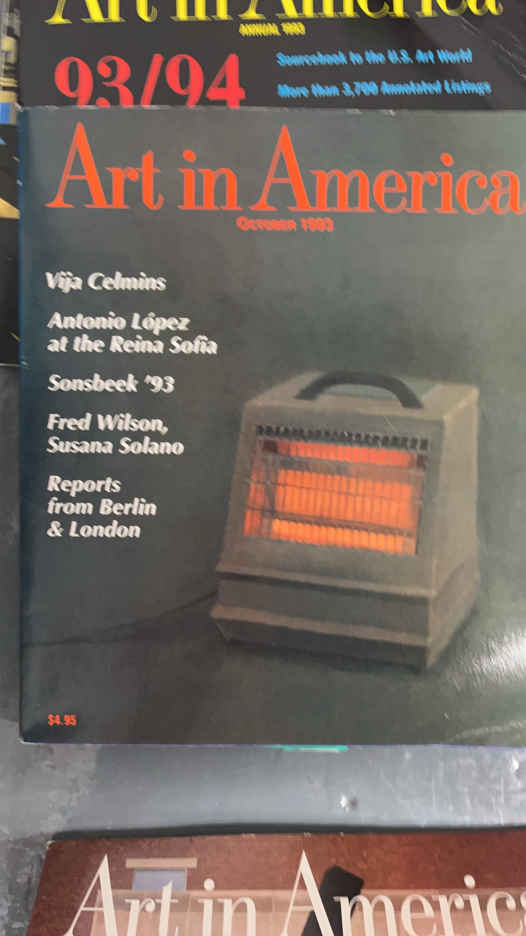 Art in America
ANNUAL 1993
93/94
Sourcebook to the U.S. Art World
More than 3,700 Annotated Listings
Art in America
OCTOBER 1993
Vija Celmins
Antonio López
at the Reina Sofía
Sonsbeek '93
Fred Wilson,
Susana Solano
Reports
from Berlin
& London
$4.95
Art in America